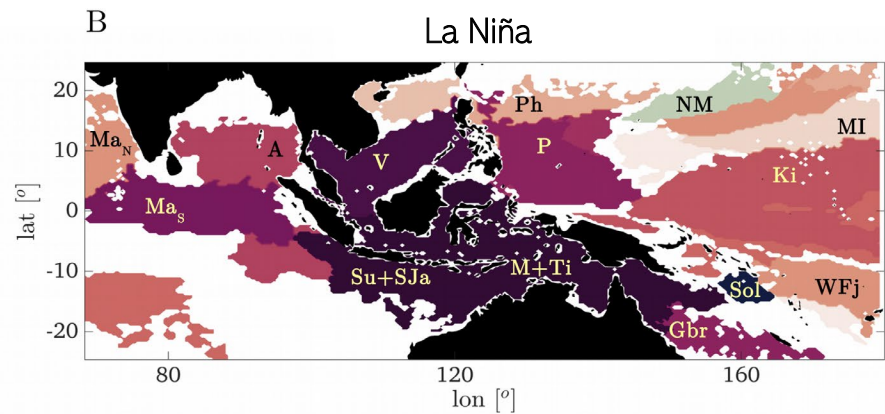 B
La Niña
20
10
0
-10
-20
lat [°]
80
120
160
lon [°]
Ma_N
A
V
Ph
P
NM
MI
Ki
Ma_S
Su+SJa
M+Ti
Sol
WFj
Gbr